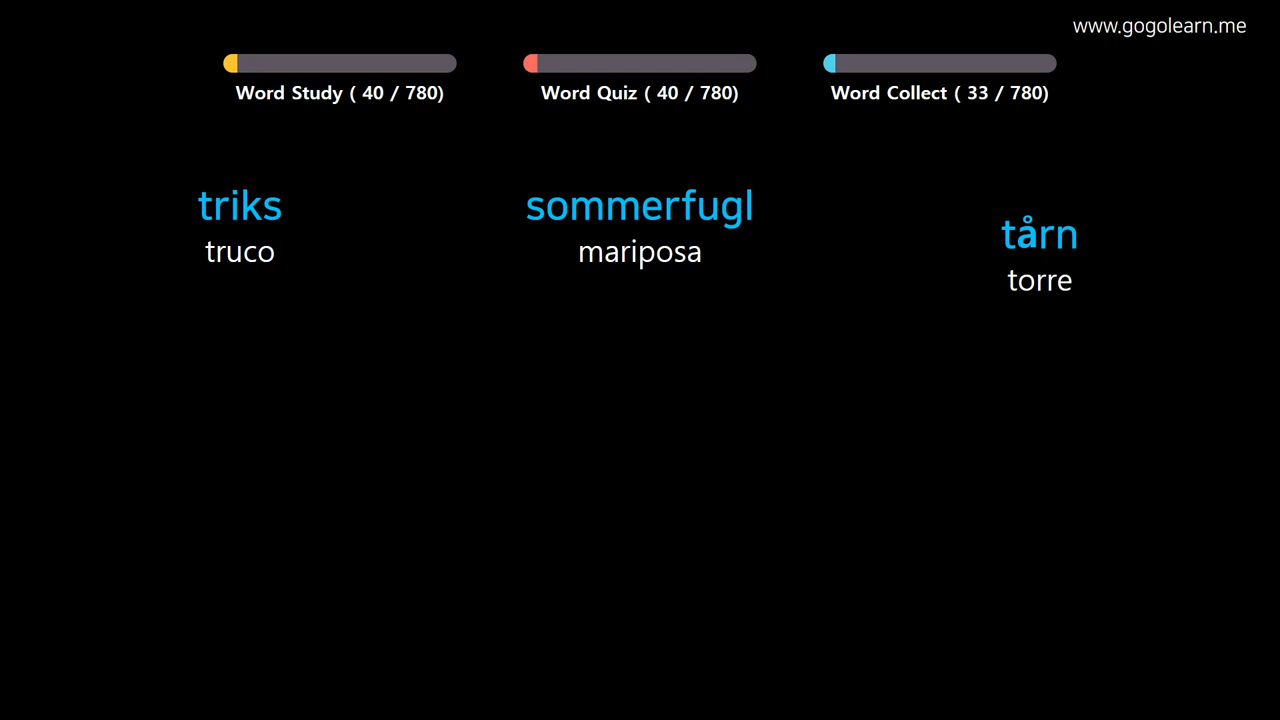 www.gogolearn.me
Word Study ( 40 / 780)
Word Quiz ( 40 / 780)
Word Collect ( 33 / 780)
triks
truco
sommerfugl
mariposa
tårn
torre